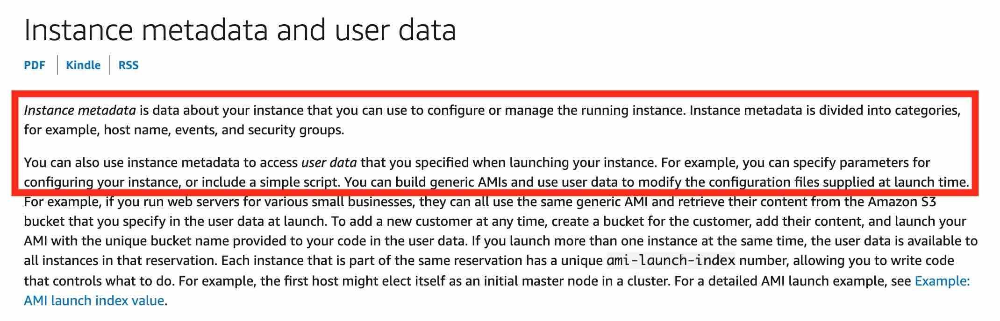 Instance metadata and user data
PDF | Kindle | RSS
Instance metadata is data about your instance that you can use to configure or manage the running instance. Instance metadata is divided into categories,
for example, host name, events, and security groups.
You can also use instance metadata to access user data that you specified when launching your instance. For example, you can specify parameters for
configuring your instance, or include a simple script. You can build generic AMIs and use user data to modify the configuration files supplied at launch time.
For example, if you run web servers for various small businesses, they can all use the same generic AMI and retrieve their content from the Amazon S3
bucket that you specify in the user data at launch. To add a new customer at any time, create a bucket for the customer, add their content, and launch your
AMI with the unique bucket name provided to your code in the user data. If you launch more than one instance at the same time, the user data is available to
all instances in that reservation. Each instance that is part of the same reservation has a unique ami-launch-index number, allowing you to write code
that controls what to do. For example, the first host might elect itself as an initial master node in a cluster. For a detailed AMI launch example, see Example:
AMI launch index value.